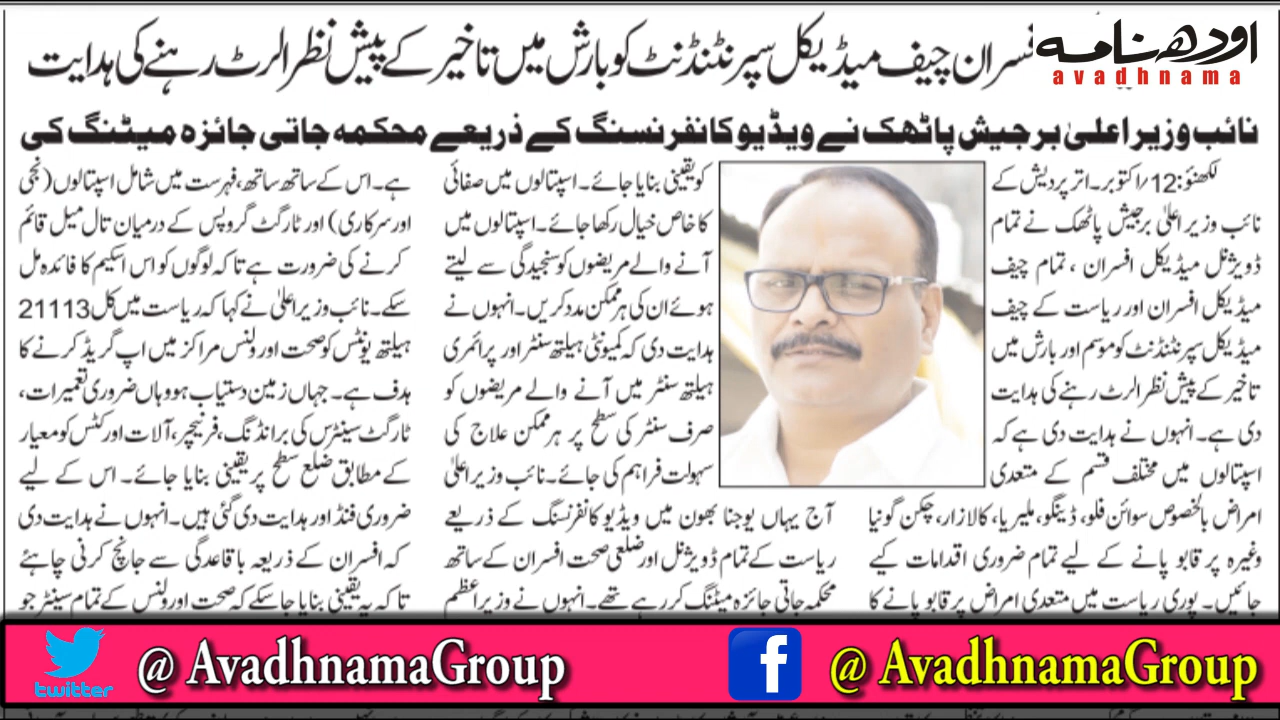 اودھ نامہ
avadhnama
فسران چیف میڈیکل سپرنٹنڈنٹ کو بارش میں تاخیر کے پیش نظر الرٹ رہنے کی ہدایت
نائب وزیر اعلیٰ برجیش پاٹھک نے ویڈیو کانفرنسنگ کے ذریعے محکمہ جاتی جائزہ میٹنگ کی
لکھنؤ:12/اکتوبر۔ اتر پردیش کے
نائب وزیر اعلیٰ برجیش پاٹھک نے تمام
ڈویژنل میڈیکل افسران ، تمام چیف
میڈیکل افسران اور ریاست کے چیف
میڈیکل سپرنٹنڈنٹ کو موسم اور بارش میں
تاخیر کے پیش نظر الرٹ رہنے کی ہدایت
دی ہے۔ انہوں نے ہدایت دی ہے کہ
اسپتالوں میں مختلف قسم کے متعدی
امراض بالخصوص سوائن فلو، ڈینگو، ملیریا، کالا زار، چکن گونیا
وغیرہ پر قابو پانے کے لیے تمام ضروری اقدامات کیے
جائیں۔ پوری ریاست میں متعدی امراض پر قابو پانے کا
کو یقینی بنایا جائے۔ اسپتالوں میں صفائی
کا خاص خیال رکھا جائے۔ اسپتالوں میں
آنے والے مریضوں کو سنجیدگی سے لیتے
ہوئے ان کی ہر ممکن مدد کریں۔ انہوں نے
ہدایت دی کہ کمیونٹی ہیلتھ سنٹر اور پرائمری
ہیلتھ سنٹر میں آنے والے مریضوں کو
صرف سنٹر کی سطح پر ہر ممکن علاج کی
سہولت فراہم کی جائے۔ نائب وزیر اعلیٰ
آج یہاں یوجنا بھون میں ویڈیو کانفرنسنگ کے ذریعے
ریاست کے تمام ڈویژنل اور ضلعی صحت افسران کے ساتھ
محکمہ جاتی جائزہ میٹنگ کر رہے تھے۔ انہوں نے وزیر اعظم
ہے۔ اس کے ساتھ ساتھ، فہرست میں شامل اسپتالوں (نجی
اور سرکاری) اور ٹارگٹ گروپس کے درمیان تال میل قائم
کرنے کی ضرورت ہے تاکہ لوگوں کو اس اسکیم کا فائدہ مل
سکے۔ نائب وزیر اعلیٰ نے کہا کہ ریاست میں کل 21113
ہیلتھ یونٹس کو صحت اور ولنس مراکز میں اپ گریڈ کرنے کا
ہدف ہے۔ جہاں زمین دستیاب ہو وہاں ضروری تعمیرات،
ٹارگٹ سینٹرس کی برانڈنگ، فرنیچر، آلات اور کٹس کو معیار
کے مطابق ضلع سطح پر یقینی بنایا جائے۔ اس کے لیے
ضروری فنڈ اور ہدایت دی گئی ہیں۔ انہوں نے ہدایت دی
کہ افسران کے ذریعہ باقاعدگی سے جانچ کرنی چاہئے
تاکہ یہ یقینی بنایا جا سکے کہ صحت اور ولنس کے تمام سینٹر جو
twitter
@ AvadhnamaGroup
f
@ AvadhnamaGroup